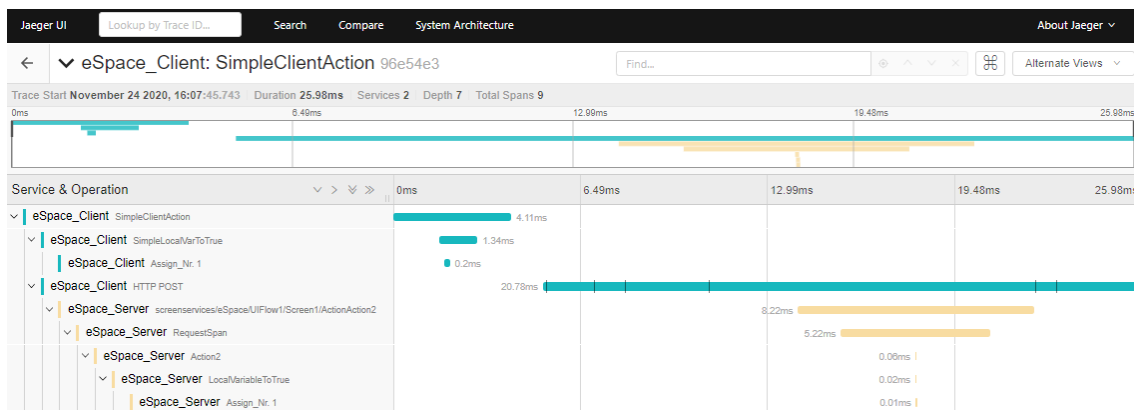 Jaeger UI Lookup by Trace ID... Search Compare System Architecture About Jaeger
eSpace_Client: SimpleClientAction 96e54e3 Find... Alternate Views
Trace Start November 24 2020, 16:07:45.743 Duration 25.98ms Services 2 Depth 7 Total Spans 9
0ms 6.49ms 12.99ms 19.48ms 25.98ms
Service & Operation 0ms 6.49ms 12.99ms 19.48ms 25.98ms
eSpace_Client SimpleClientAction 4.11ms
eSpace_Client SimpleLocalVarToTrue 1.34ms
eSpace_Client Assign_Nr. 1 0.2ms
eSpace_Client HTTP POST 20.78ms
eSpace_Server screenservices/eSpace/UIFlow1/Screen1/ActionAction2 8.22ms
eSpace_Server RequestSpan 5.22ms
eSpace_Server Action2 0.06ms
eSpace_Server LocalVariableToTrue 0.02ms
eSpace_Server Assign_Nr. 1 0.01ms